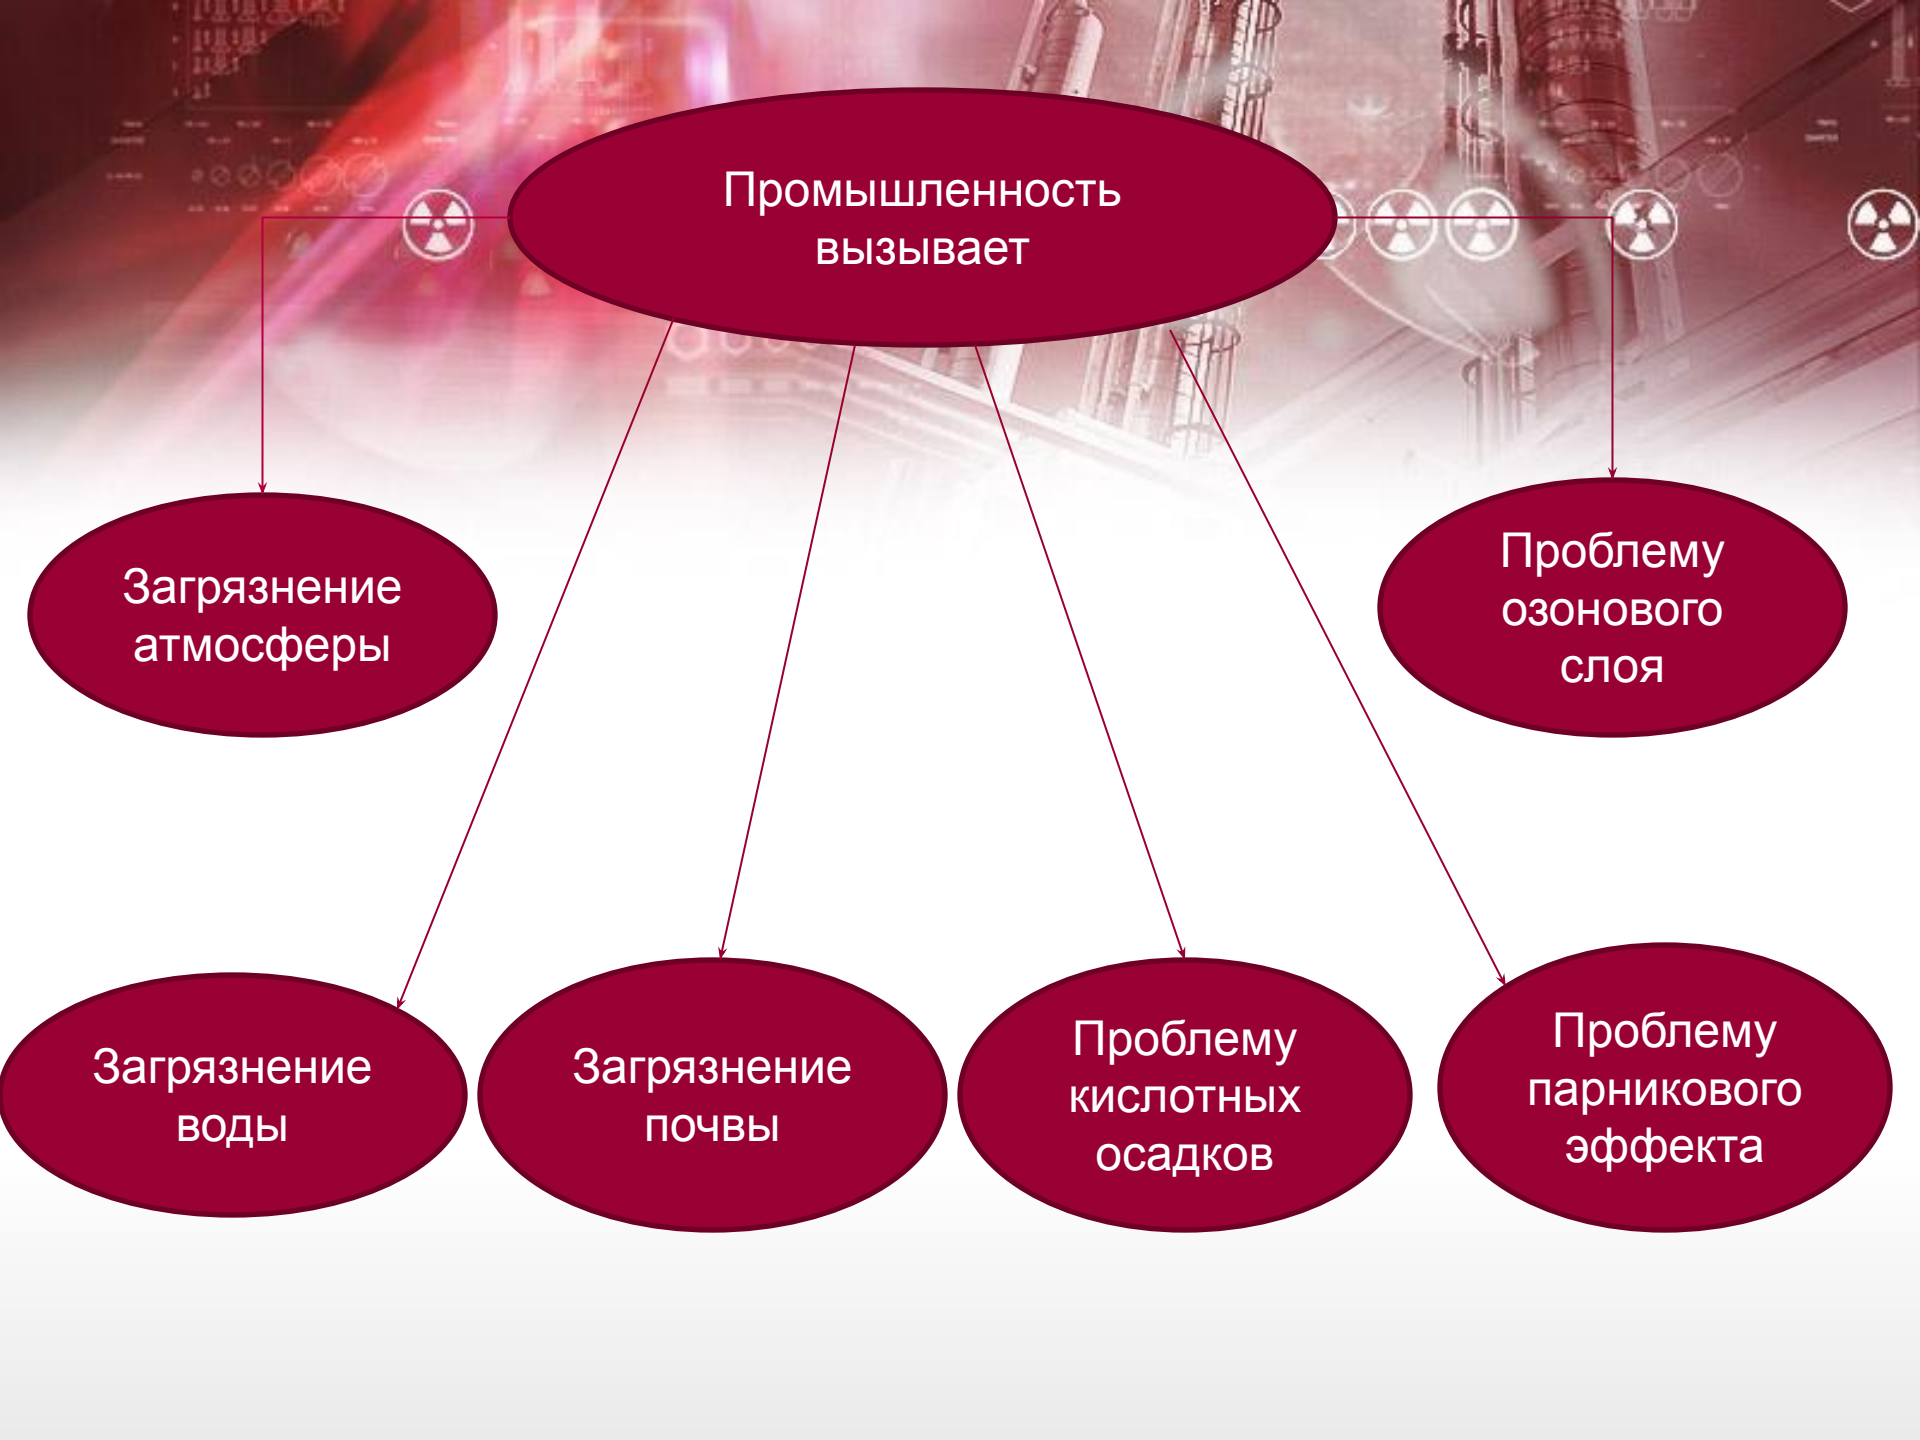 Промышленность
вызывает
Загрязнение
атмосферы
Проблему
озонового
слоя
Загрязнение
воды
Загрязнение
почвы
Проблему
кислотных
осадков
Проблему
парникового
эффекта